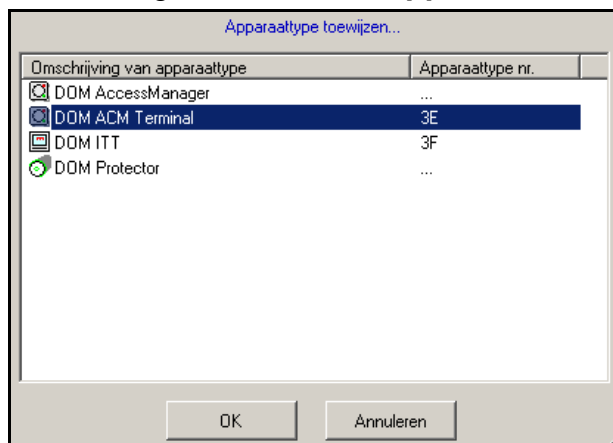 Apparaattype toewijzen...
Omschrijving van apparaattype Apparaattype nr.
DOM AccessManager ...
DOM ACM Terminal 3E
DOM ITT 3F
DOM Protector ...
OK Annuleren